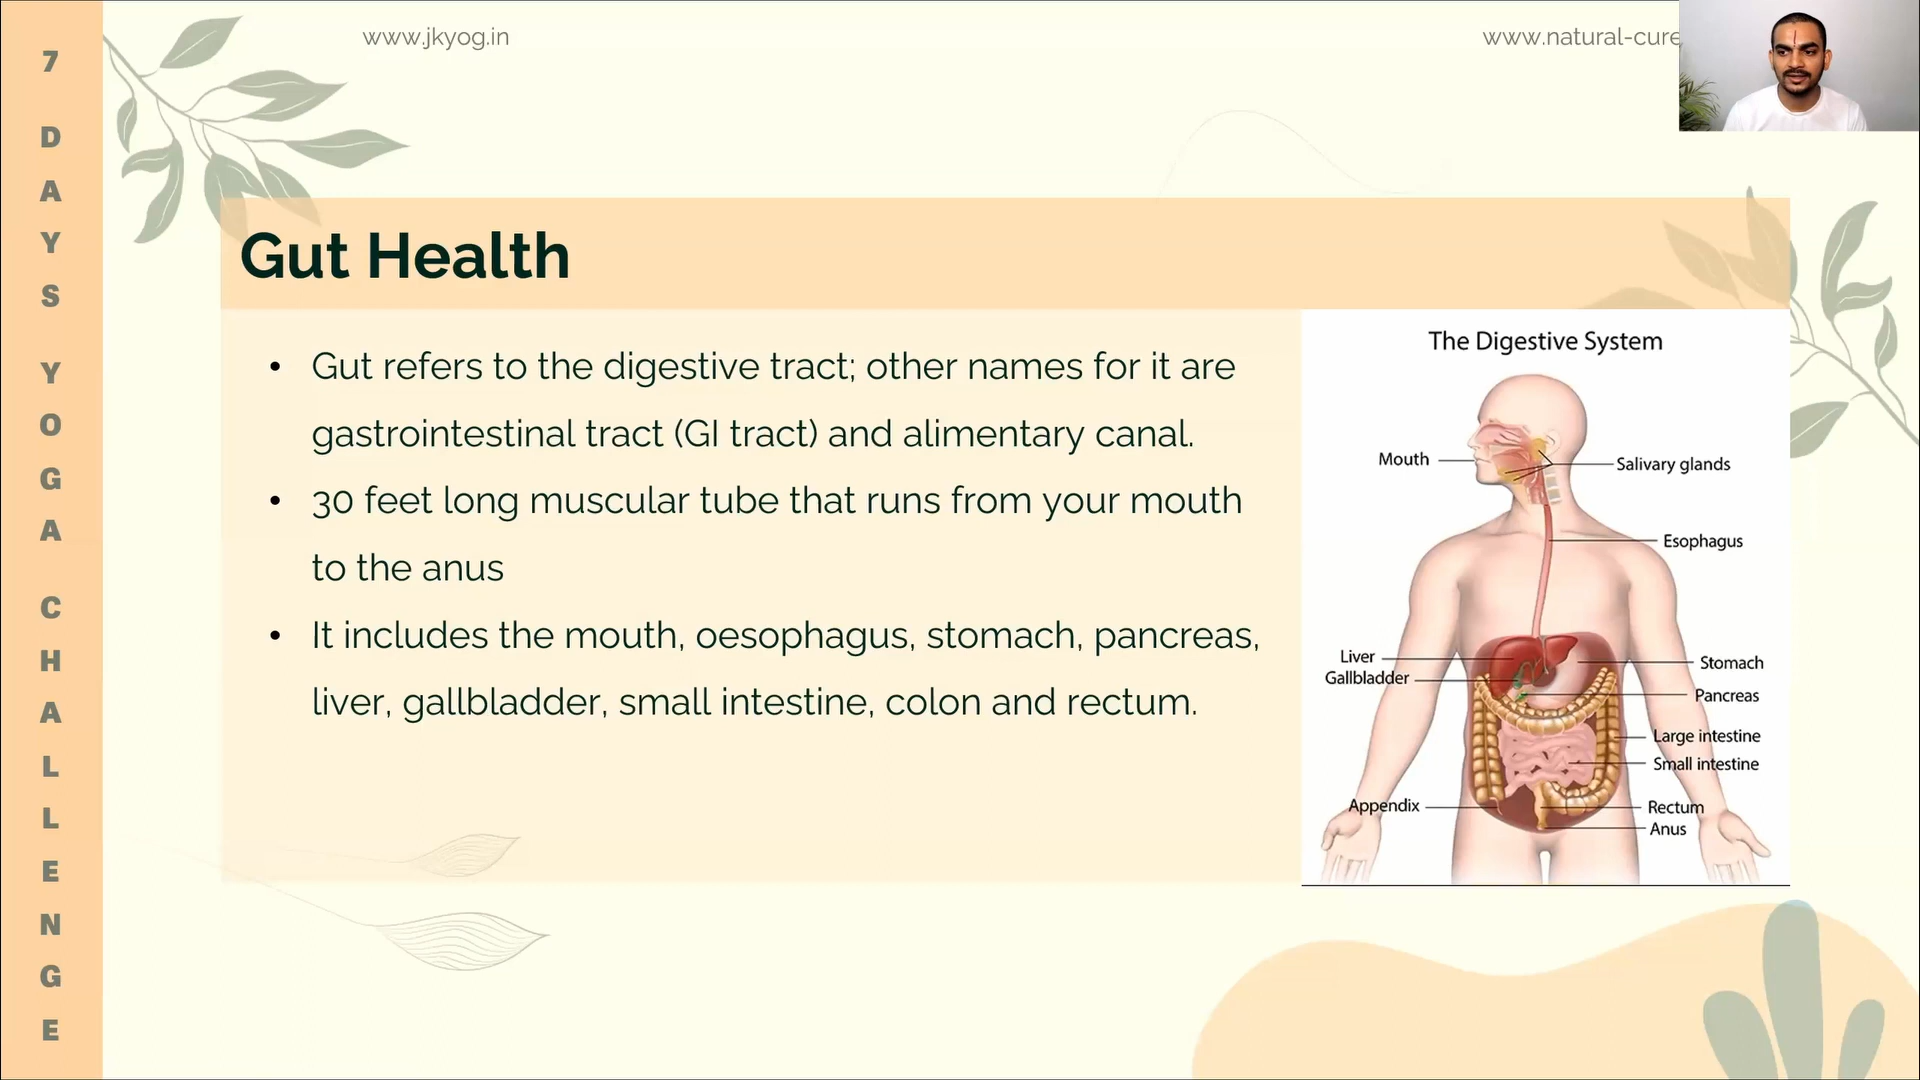 7 DAYS YOGA CHALLENGE
www.jkyog.in
www.natural-cure
Gut Health
• Gut refers to the digestive tract; other names for it are
gastrointestinal tract (GI tract) and alimentary canal.
• 30 feet long muscular tube that runs from your mouth
to the anus
• It includes the mouth, oesophagus, stomach, pancreas,
liver, gallbladder, small intestine, colon and rectum.
The Digestive System
Mouth
Salivary glands
Esophagus
Liver
Gallbladder
Stomach
Pancreas
Large intestine
Small intestine
Appendix
Rectum
Anus